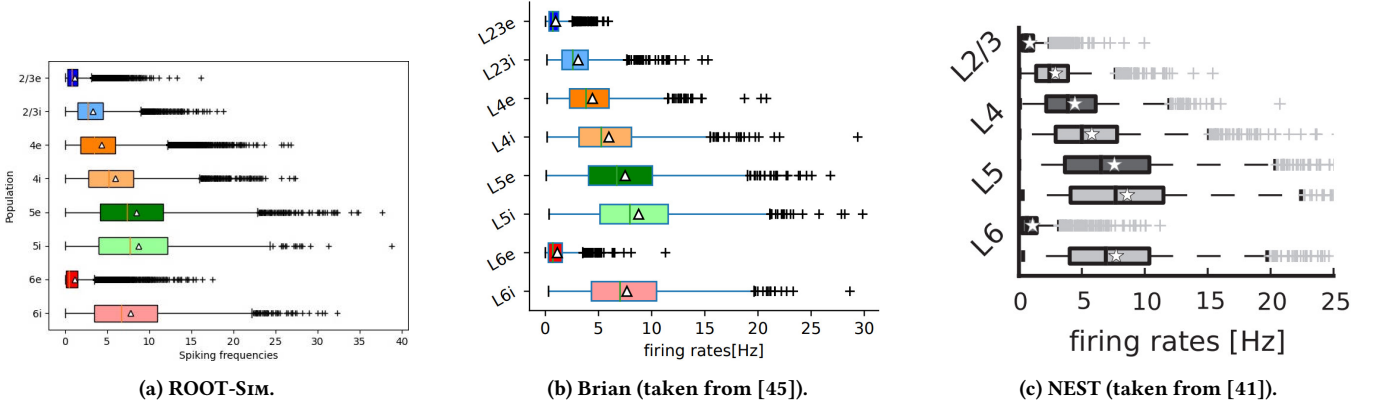 Population
2/3e
2/3i
4e
4i
5e
5i
6e
6i
0 5 10 15 20 25 30 35 40
Spiking frequencies
(a) ROOT-Sim.
L23e
L23i
L4e
L4i
L5e
L5i
L6e
L6i
0 5 10 15 20 25 30
firing rates[Hz]
(b) Brian (taken from [45]).
L2/3
L4
L5
L6
0 5 10 15 20 25
firing rates [Hz]
(c) NEST (taken from [41]).